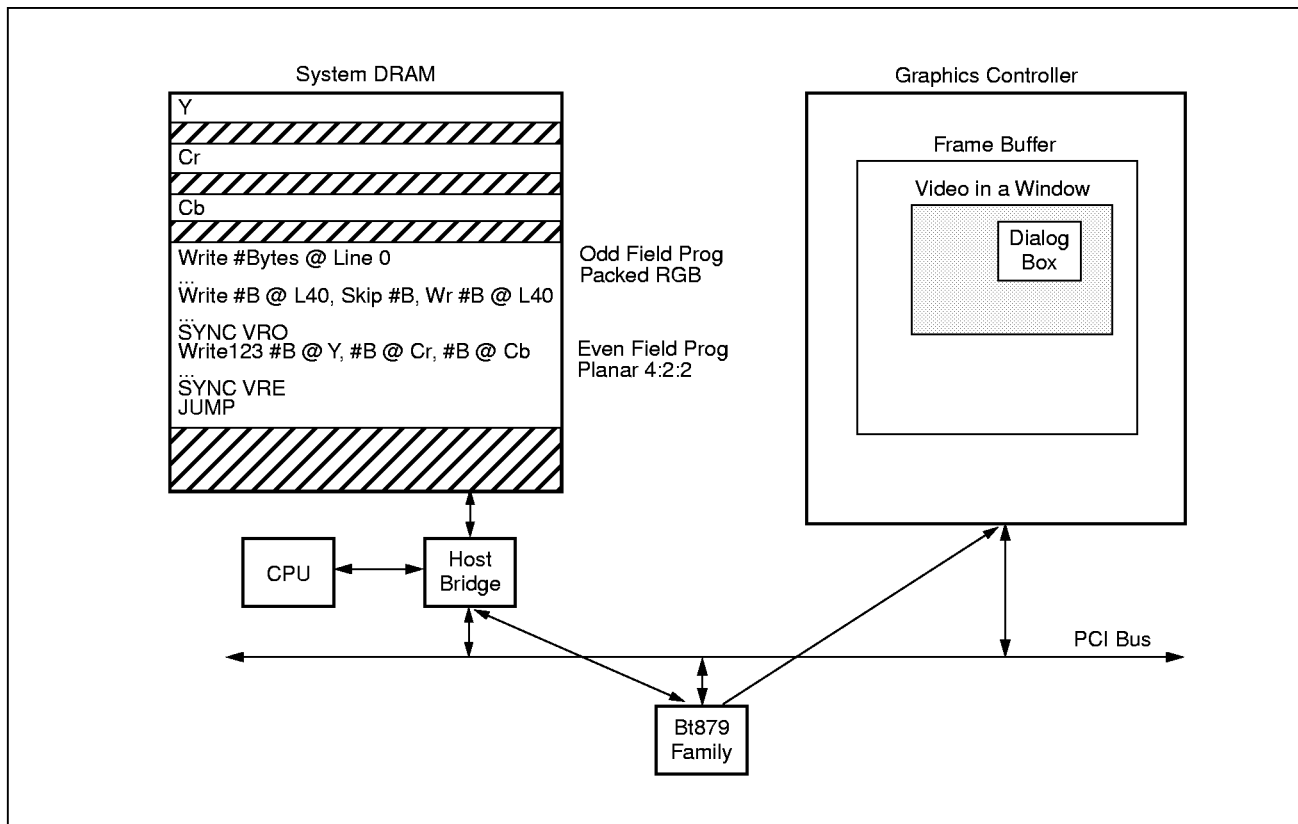 System DRAM
Y
Cr
Cb
Write #Bytes @ Line 0
...
Write #B @ L40, Skip #B, Wr #B @ L40
...
SYNC VRO
Write123 #B @ Y, #B @ Cr, #B @ Cb
...
SYNC VRE
JUMP
Odd Field Prog
Packed RGB
Even Field Prog
Planar 4:2:2
Graphics Controller
Frame Buffer
Video in a Window
Dialog
Box
CPU
Host
Bridge
PCI Bus
Bt879
Family